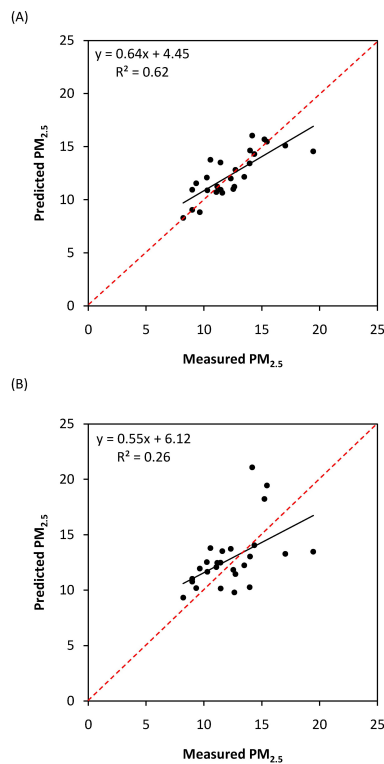 (A)
25
y = 0.64x + 4.45
R² = 0.62
20
15
10
5
0
Predicted PM₂.₅
0 5 10 15 20 25
Measured PM₂.₅
(B)
25
y = 0.55x + 6.12
R² = 0.26
20
15
10
5
0
Predicted PM₂.₅
0 5 10 15 20 25
Measured PM₂.₅